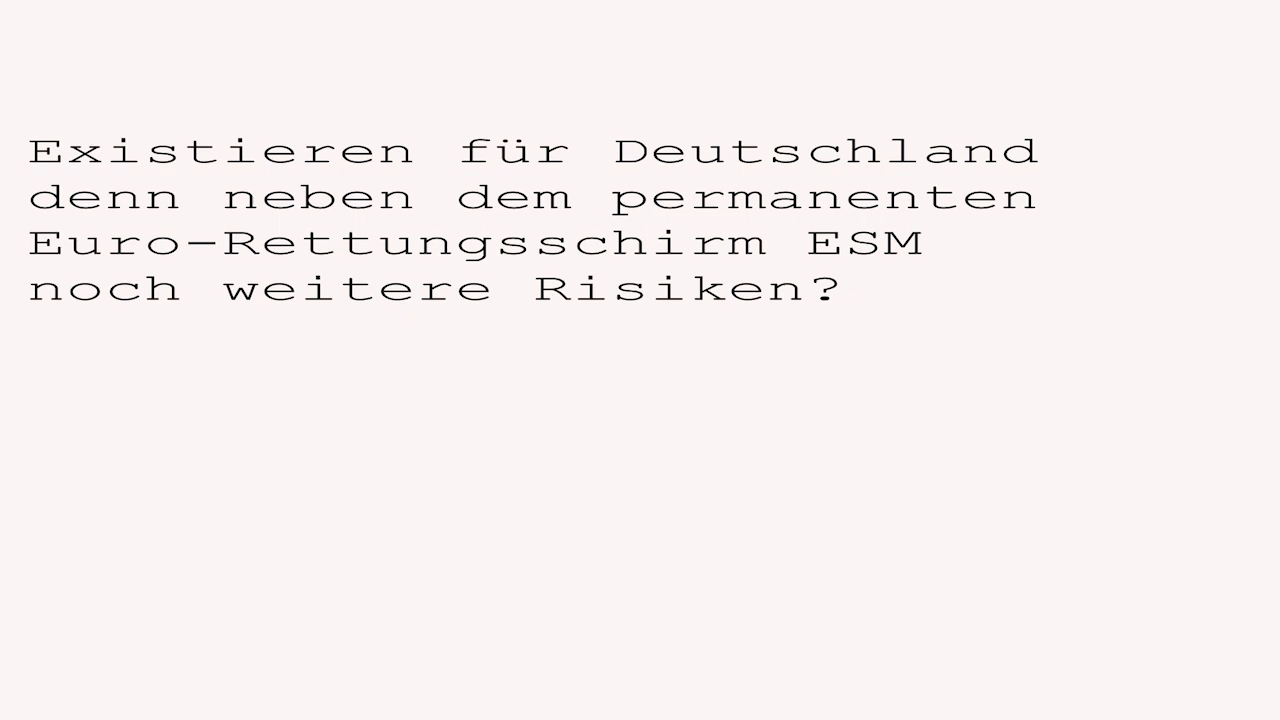 Existieren für Deutschland
denn neben dem permanenten
Euro-Rettungsschirm ESM
noch weitere Risiken?